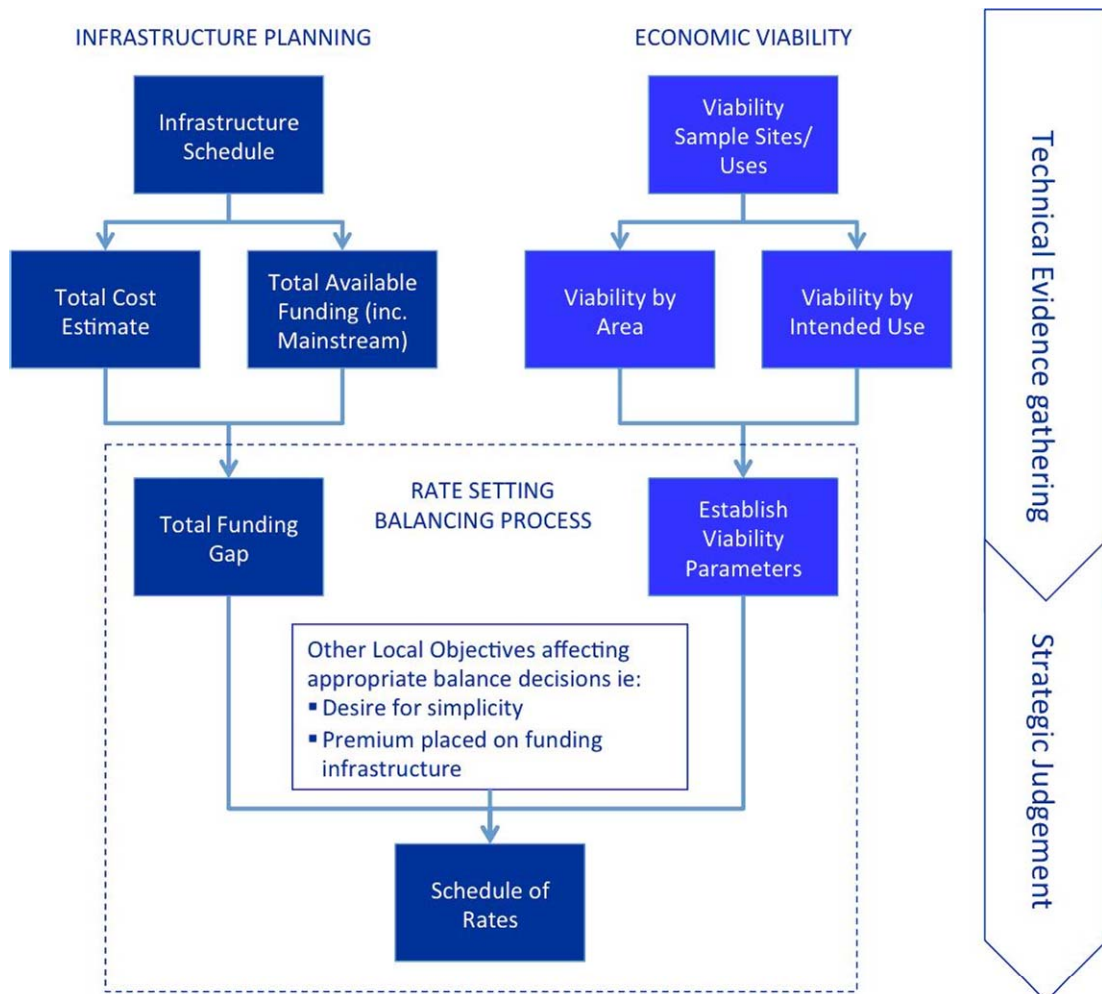 INFRASTRUCTURE PLANNING
ECONOMIC VIABILITY
Infrastructure
Schedule
Viability
Sample Sites/
Uses
Total Cost
Estimate
Total Available
Funding (inc.
Mainstream)
Viability by
Area
Viability by
Intended Use
RATE SETTING
BALANCING PROCESS
Total Funding
Gap
Establish
Viability
Parameters
Other Local Objectives affecting
appropriate balance decisions ie:
▪ Desire for simplicity
▪ Premium placed on funding
infrastructure
Schedule of
Rates
Technical Evidence gathering
Strategic Judgement